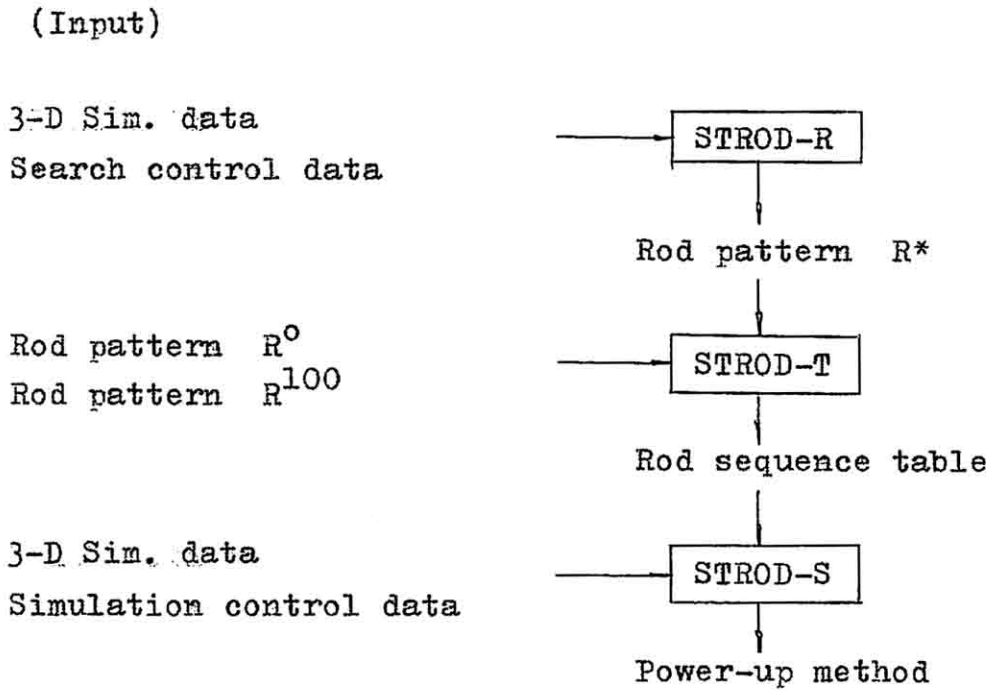 (Input)
3-D Sim. data
Search control data
STROD-R
Rod pattern R*
Rod pattern R⁰
Rod pattern R¹⁰⁰
STROD-T
Rod sequence table
3-D Sim. data
Simulation control data
STROD-S
Power-up method